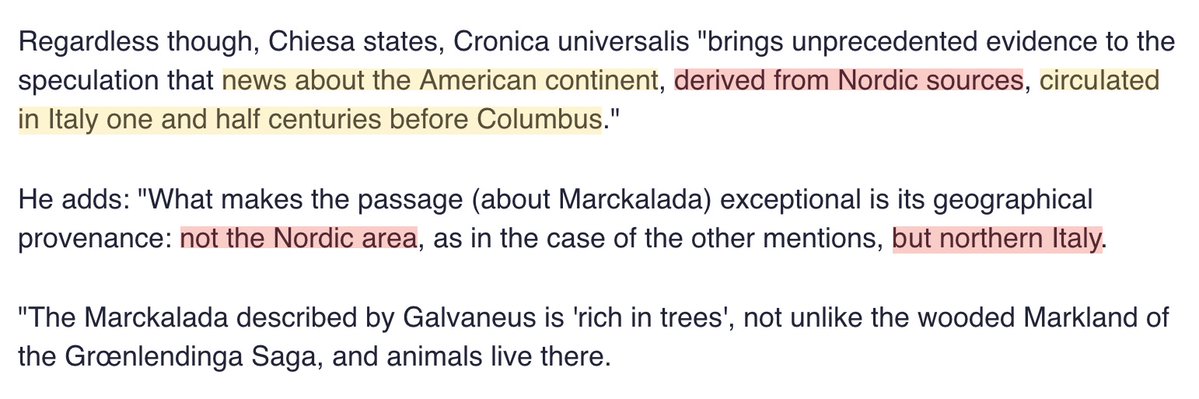 Regardless though, Chiesa states, Cronica universalis "brings unprecedented evidence to the
speculation that news about the American continent, derived from Nordic sources, circulated
in Italy one and half centuries before Columbus."
He adds: "What makes the passage (about Marckalada) exceptional is its geographical
provenance: not the Nordic area, as in the case of the other mentions, but northern Italy.
"The Marckalada described by Galvaneus is 'rich in trees', not unlike the wooded Markland of
the Grœnlendinga Saga, and animals live there.